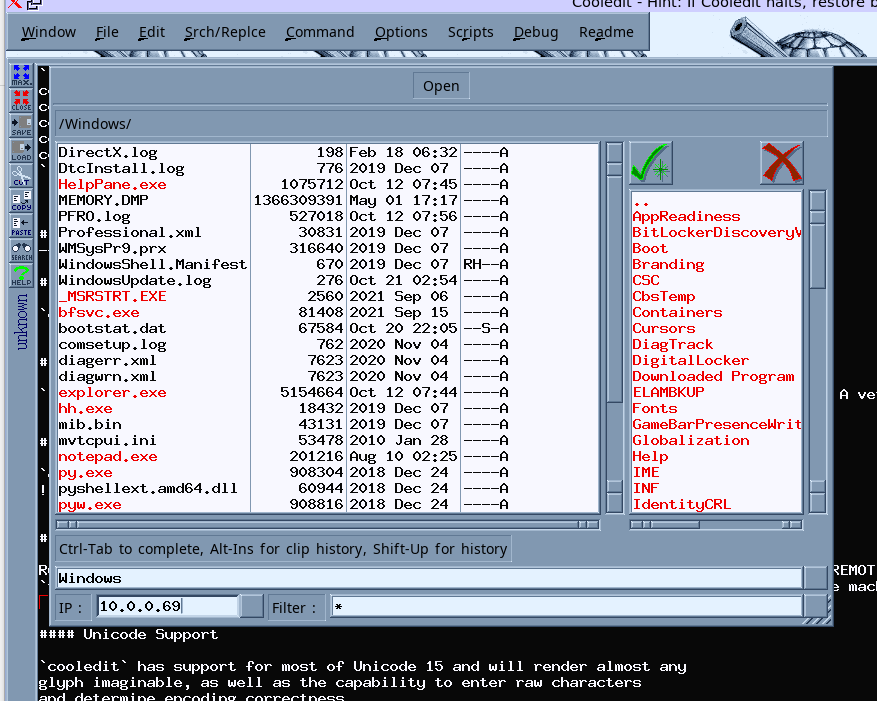 Cooledit - Hint: If Cooledit halts, restore
Window File Edit Srch/Replce Command Options Scripts Debug Readme
Open
/Windows/
MAX.
CLOSE
SAVE
LOAD
CUT
COPY
PASTE
SEARCH
HELP
unknown
DirectX.log 198 Feb 18 06:32 ----A
DtcInstall.log 776 2019 Dec 07 ----A
HelpPane.exe 1075712 Oct 12 07:45 ----A
MEMORY.DMP 1366309391 May 01 17:17 ----A
PFRO.log 527018 Oct 12 07:56 ----A
Professional.xml 30831 2019 Dec 07 ----A
WMSysPr9.prx 316640 2019 Dec 07 ----A
WindowsShell.Manifest 670 2019 Dec 07 RH--A
WindowsUpdate.log 276 Oct 21 02:54 ----A
_MSRSTRT.EXE 2560 2021 Sep 06 ----A
bfsvc.exe 81408 2021 Sep 15 ----A
bootstat.dat 67584 Oct 20 22:05 --S-A
comsetup.log 762 2020 Nov 04 ----A
diagerr.xml 7623 2020 Nov 04 ----A
diagwrn.xml 7623 2020 Nov 04 ----A
explorer.exe 5154664 Oct 12 07:44 ----A
hh.exe 18432 2019 Dec 07 ----A
mib.bin 43131 2019 Dec 07 ----A
mvtcpui.ini 53478 2010 Jan 28 ----A
notepad.exe 201216 Aug 10 02:25 ----A
py.exe 908304 2018 Dec 24 ----A
pyshellext.amd64.dll 60944 2018 Dec 24 ----A
pyw.exe 908816 2018 Dec 24 ----A
..
AppReadiness
BitLockerDiscoveryV
Boot
Branding
CSC
CbsTemp
Containers
Cursors
DiagTrack
DigitalLocker
Downloaded Program
ELAMBKUP
Fonts
GameBarPresenceWrit
Globalization
Help
IME
INF
IdentityCRL
A ve
REMOT
e mach
Ctrl-Tab to complete, Alt-Ins for clip history, Shift-Up for history
Windows
IP : 10.0.0.69 Filter : *
#### Unicode Support
`cooledit` has support for most of Unicode 15 and will render almost any
glyph imaginable, as well as the capability to enter raw characters
and determine encoding correctness